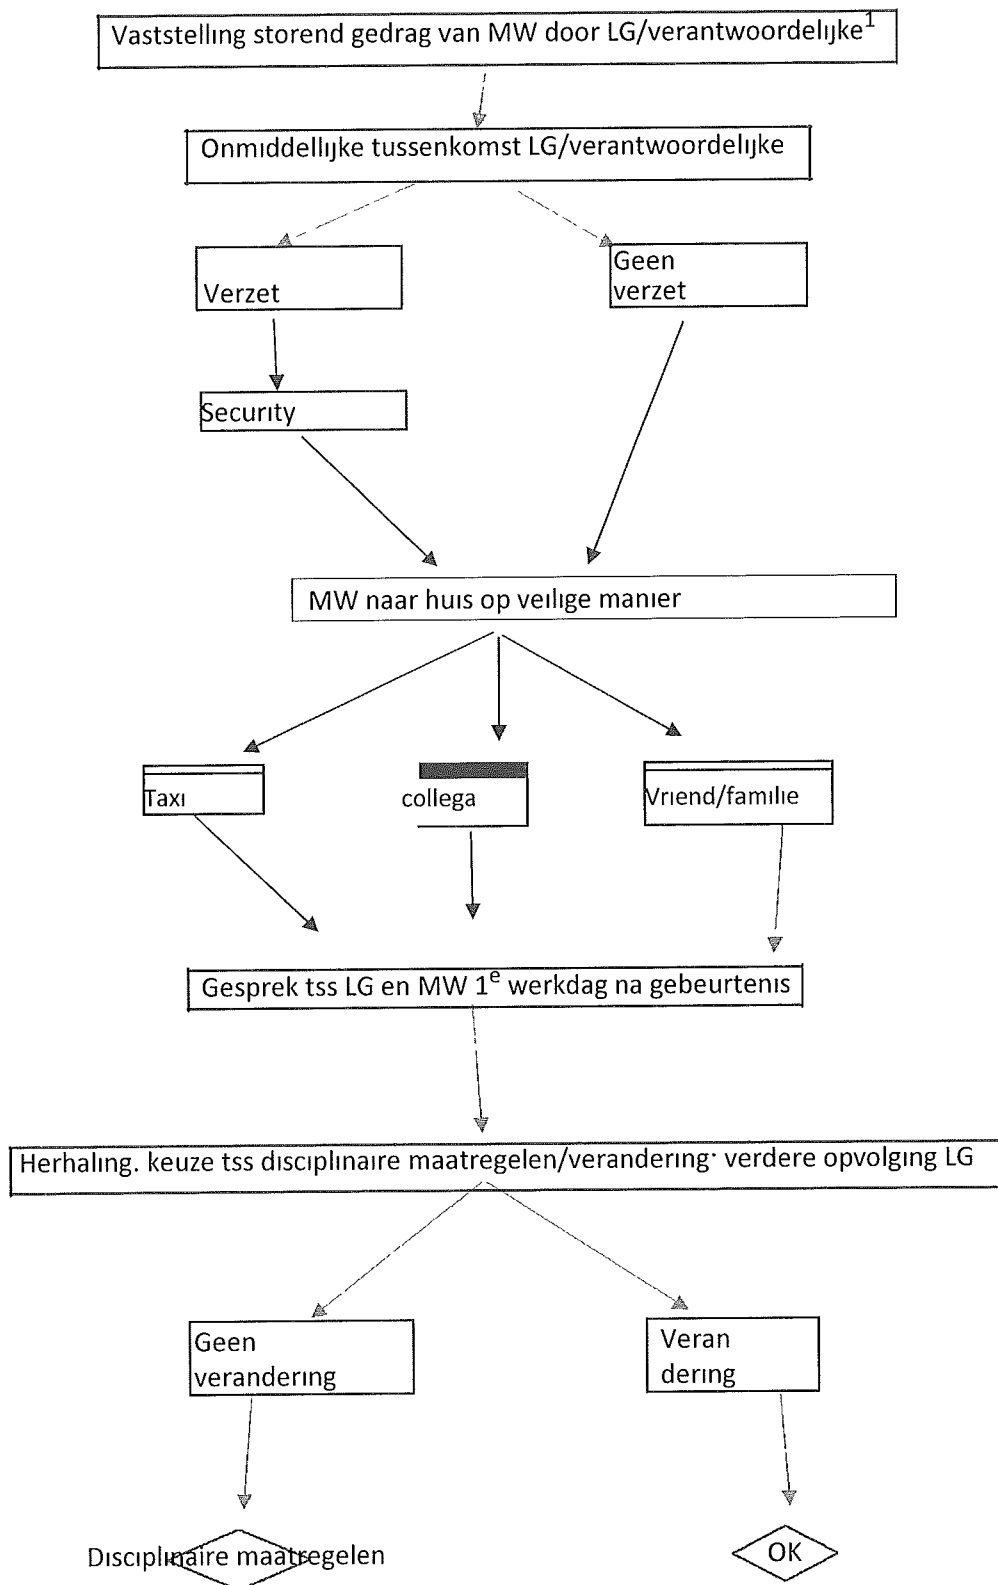 Vaststelling storend gedrag van MW door LG/verantwoordelijke¹
Onmiddellijke tussenkomst LG/verantwoordelijke
Verzet
Geen
verzet
Security
MW naar huis op veilige manier
Taxi
collega
Vriend/familie
Gesprek tss LG en MW 1e werkdag na gebeurtenis
Herhaling. keuze tss disciplinaire maatregelen/verandering· verdere opvolging LG
Geen
verandering
Veran
dering
Disciplinaire maatregelen
OK